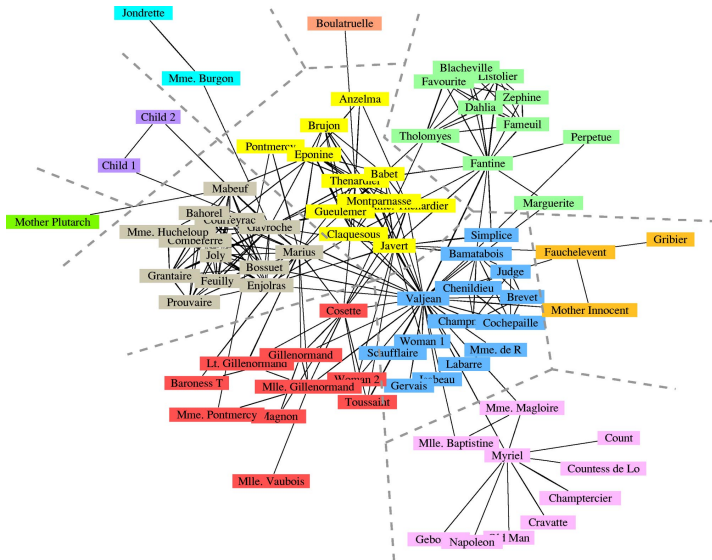 Jondrette
Boulatruelle
Blacheville
Listolier
Mme. Burgon
Favourite
Anzelma
Zephine
Dahlia
Child 2
Brujon
Fameuil
Tholomyes
Perpetue
Pontmercy
Eponine
Child 1
Fantine
Babet
Thenardier
Mabeuf
Montparnasse
Thenardier
Marguerite
Bahorel
Courfeyrac
Gueulemer
Mother Plutarch
Gavroche
Mme. Hucheloup
Claquesous
Simplice
Combeferre
Javert
Gribier
Joly
Marius
Bamatabois
Fauchelevent
Bossuet
Judge
Grantaire
Feuilly
Enjolras
Chenildieu
Prouvaire
Valjean
Brevet
Cosette
Mother Innocent
Champ
Cochepaille
Woman 1
Gillenormand
Scaufflaire
Mme. de R
Lt. Gillenormand
Labarre
Baroness T
Mlle. Gillenormand
Woman 2
Gervais
Toussaint
Mme. Magloire
Mme. Pontmercy
Magnon
Mlle. Baptistine
Count
Myriel
Countess de Lo
Mlle. Vaubois
Champtercier
Cravatte
Gebo
Napoleon
Old Man